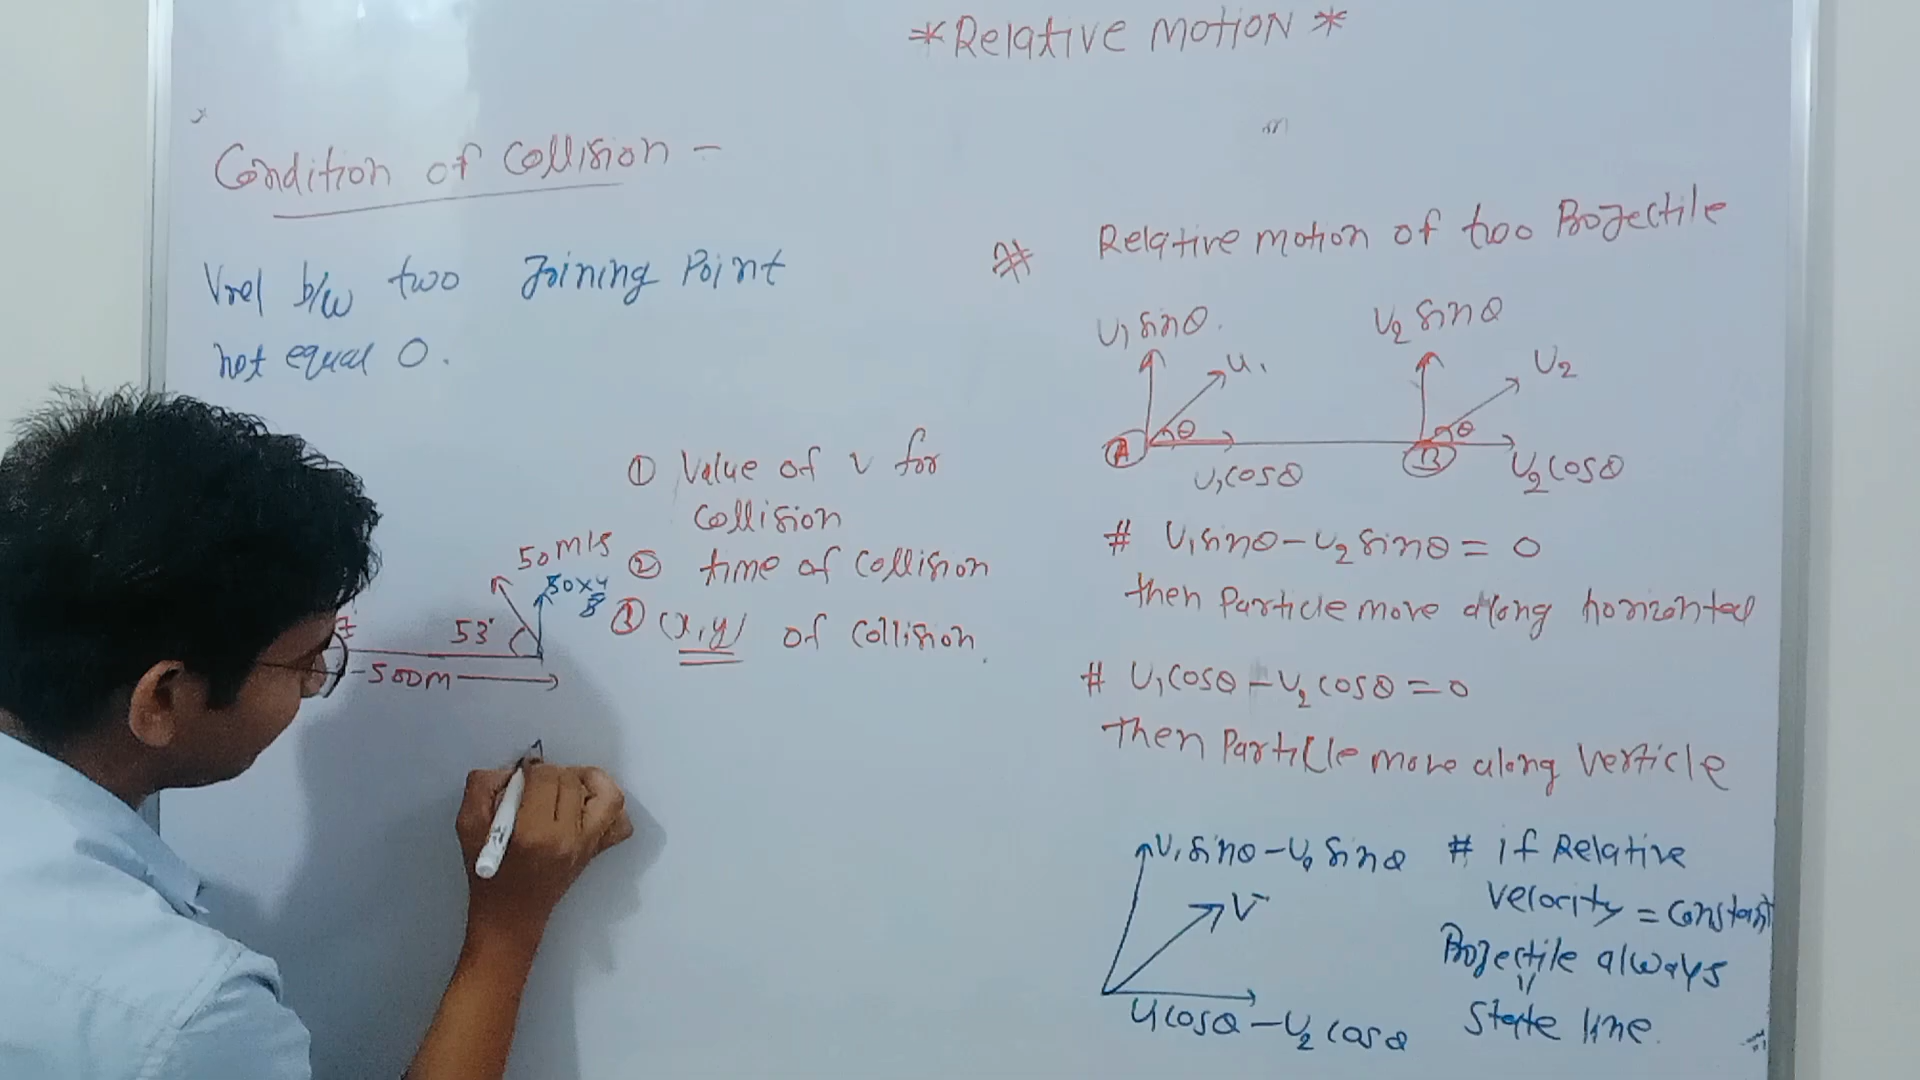 *Relative MOTION*
Condition of Collision -
Vrel b/w two Joining Point
not equal 0.
① Value of v for
Collision
② time of Collision
③ (x,y) of Collision.
50m/s
50×4
53°
500m
# Relative motion of two Projectile
U₁ sinθ.
U₂ sinθ
U₁
U₂
θ
θ
A
B
U₁cosθ
U₂cosθ
# U₁sinθ-U₂sinθ = 0
then Particle move along horizontal
# U₁cosθ-U₂cosθ = 0
Then Particle move along Verticle
U₁sinθ-U₂ sinθ
V
Ucosθ-U₂cosθ
# if Relative
Velocity = Constant
Projectile always
State line.